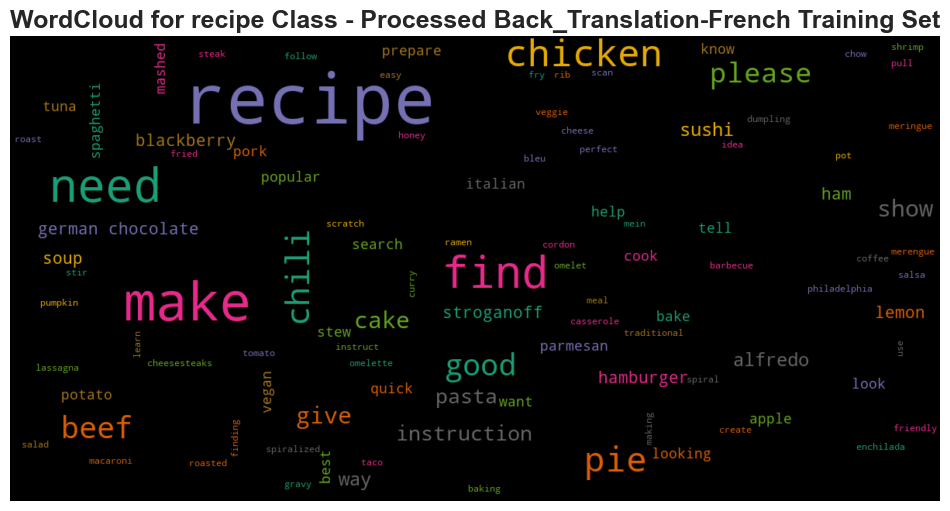 WordCloud for recipe Class - Processed Back_Translation-French Training Set
steak
follow
prepare
chicken
know
chow
shrimp
mashed
recipe
easy
fry
rib
scan
please
pull
tuna
spaghetti
veggie
dumpling
roast
blackberry
honey
cheese
sushi
meringue
fried
pork
bleu
perfect
idea
pot
need
popular
italian
ham
show
german chocolate
scratch
help
mein
tell
soup
chili
search
ramen
cordon
cook
barbecue
coffee
merengue
stir
curry
find
omelet
salsa
pumpkin
make
meal
philadelphia
stew
cake
stroganoff
casserole
bake
lemon
learn
instruct
traditional
use
tomato
parmesan
lassagna
cheesesteaks
omelette
good
alfredo
potato
vegan
quick
pasta
want
hamburger
spiral
look
beef
give
instruction
making
apple
friendly
salad
finding
spiralized
best
pie
looking
create
enchilada
macaroni
roasted
taco
gravy
way
baking